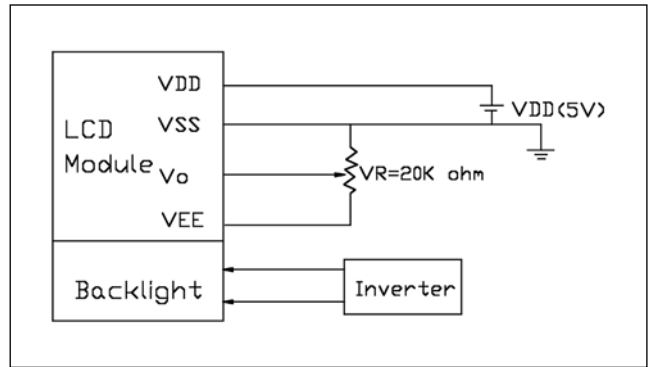 VDD
VDD(5V)
LCD
Module
VSS
Vo
VR=20K ohm
VEE
Backlight
Inverter